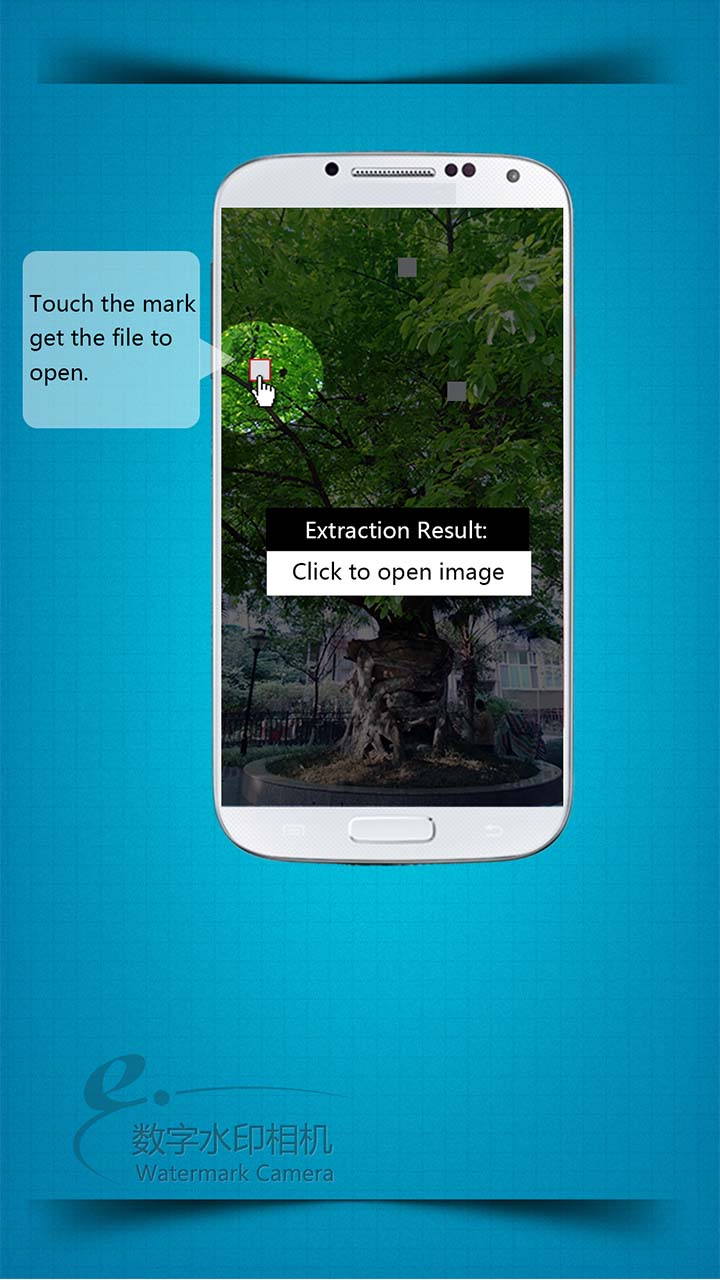 Touch the mark
get the file to
open.
Extraction Result:
Click to open image
e.
数字水印相机
Watermark Camera